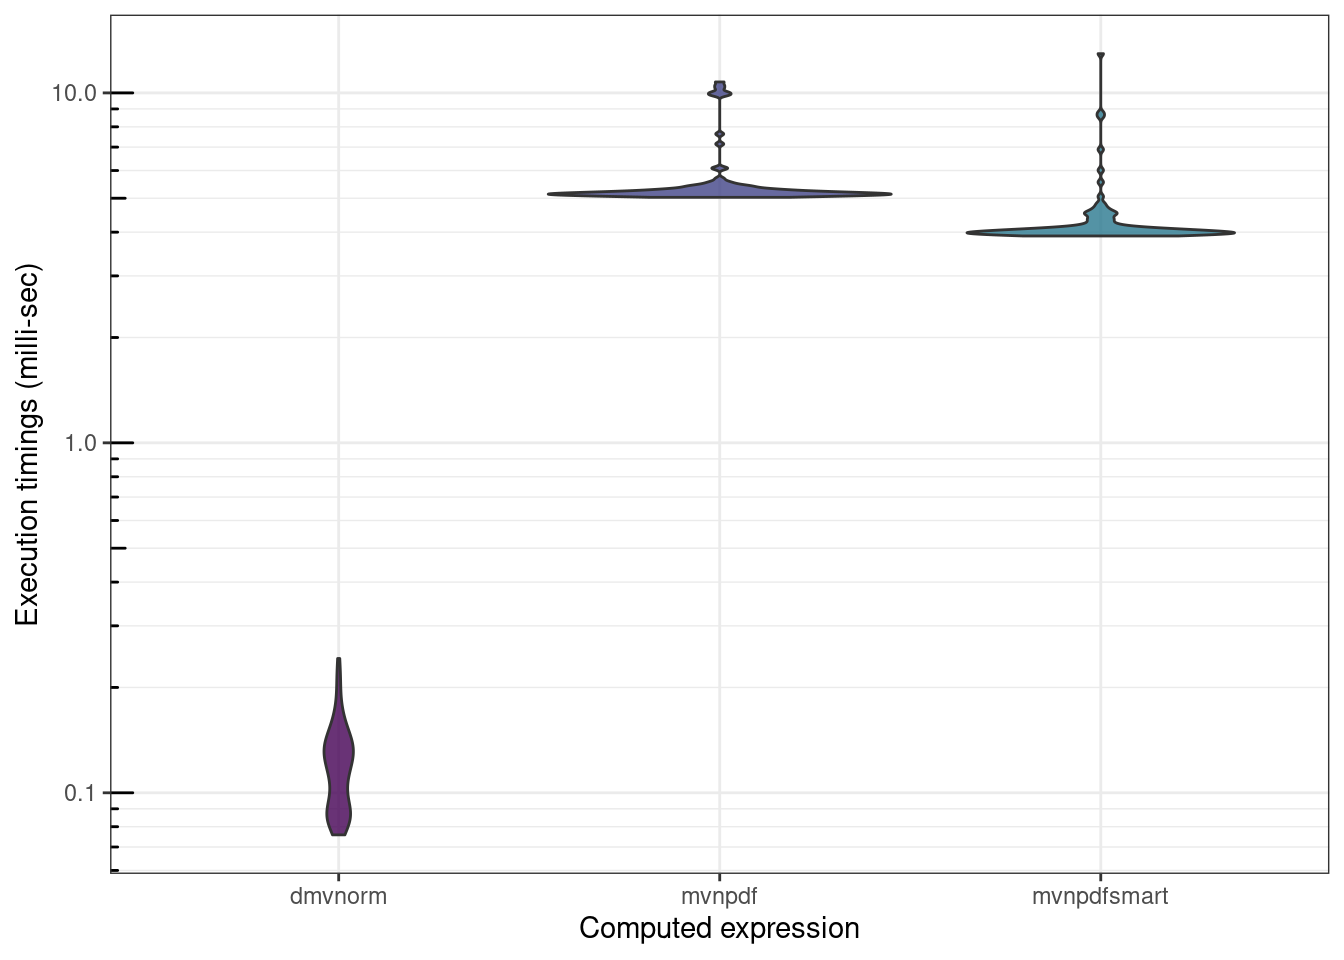 10.0
1.0
0.1
Execution timings (milli-sec)
dmvnorm mvnpdf mvnpdfsmart
Computed expression